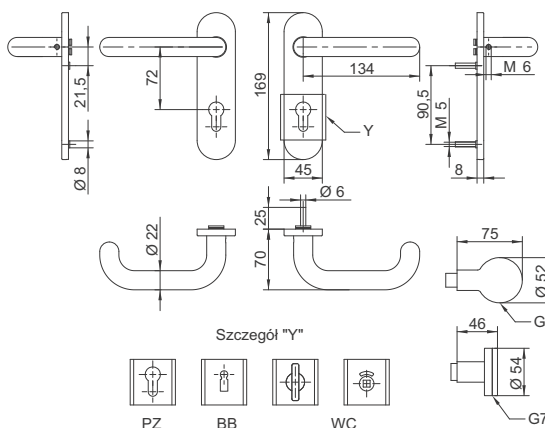 72
21,5
Ø 8
169
134
Y
45
M 6
90,5
M 5
8
Ø 22
25
Ø 6
70
75
Ø 52
G
46
Ø 54
G7
Szczegół "Y"
PZ BB WC